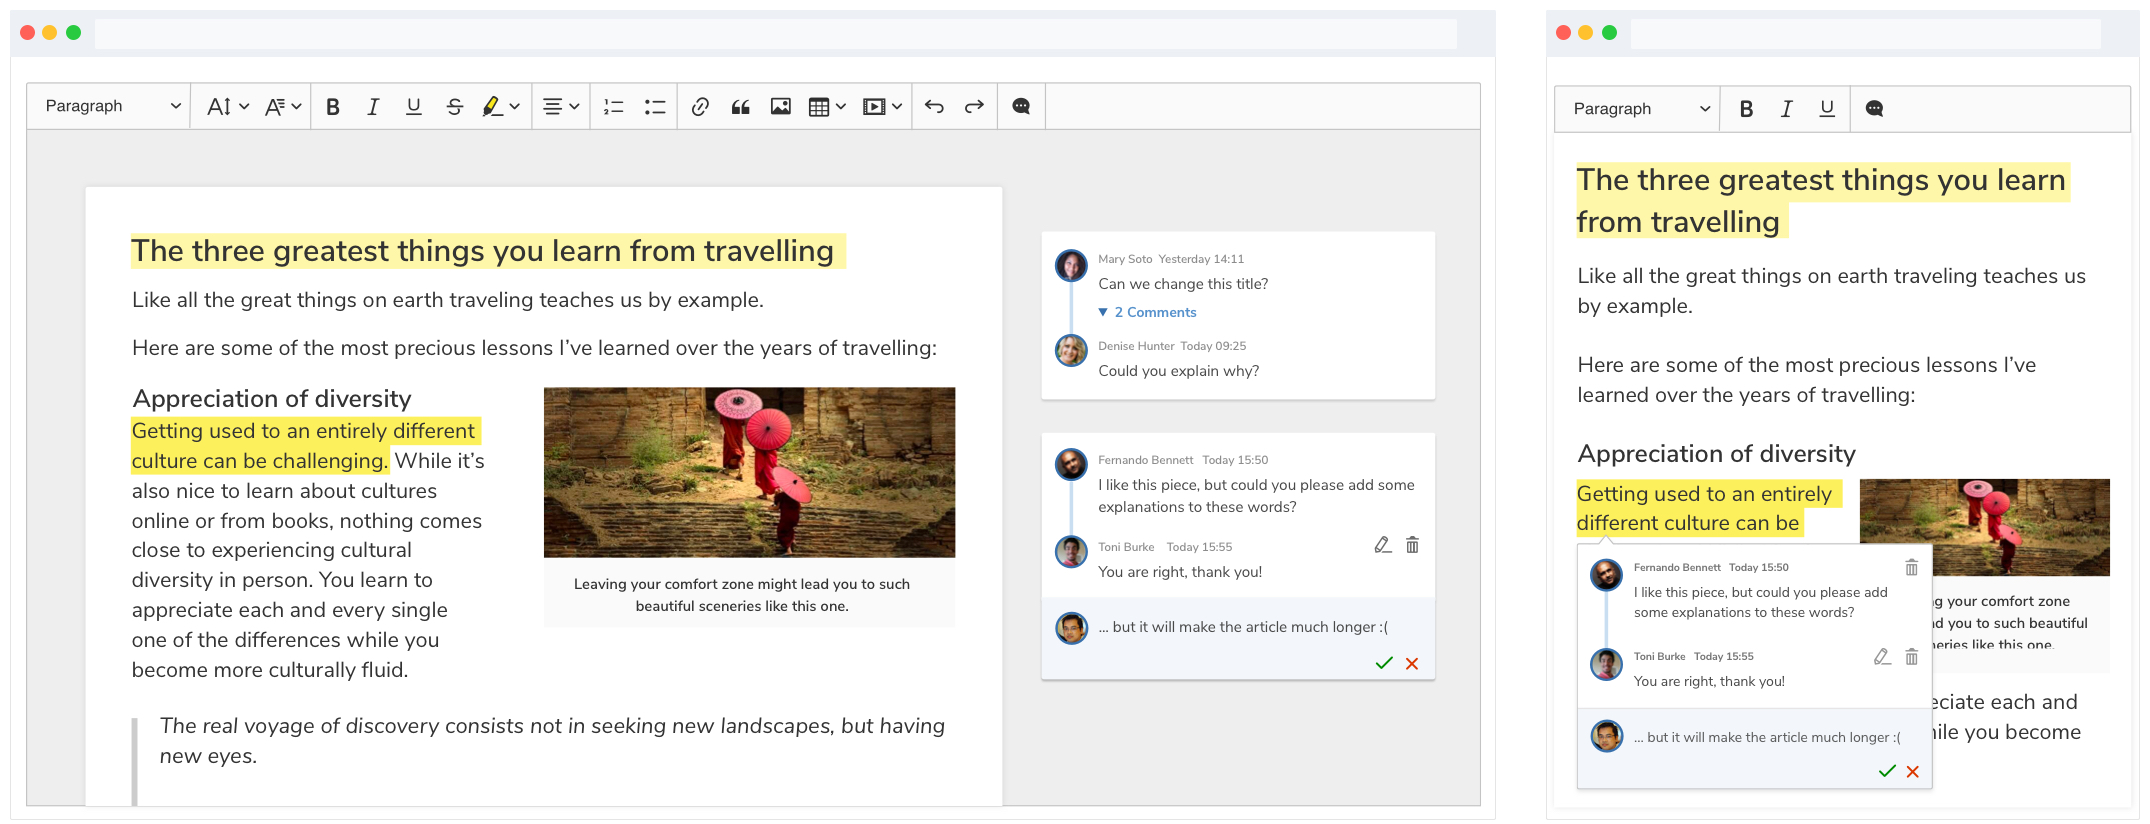 Paragraph
The three greatest things you learn from travelling
Like all the great things on earth traveling teaches us by example.
Here are some of the most precious lessons I’ve learned over the years of travelling:
Appreciation of diversity
Getting used to an entirely different
culture can be challenging. While it’s
also nice to learn about cultures
online or from books, nothing comes
close to experiencing cultural
diversity in person. You learn to
appreciate each and every single
one of the differences while you
become more culturally fluid.
Leaving your comfort zone might lead you to such
beautiful sceneries like this one.
The real voyage of discovery consists not in seeking new landscapes, but having
new eyes.
Mary Soto Yesterday 14:11
Can we change this title?
2 Comments
Denise Hunter Today 09:25
Could you explain why?
Fernando Bennett Today 15:50
I like this piece, but could you please add some
explanations to these words?
Toni Burke Today 15:55
You are right, thank you!
... but it will make the article much longer :(
Paragraph
The three greatest things you learn
from travelling
Like all the great things on earth traveling teaches us
by example.
Here are some of the most precious lessons I’ve
learned over the years of travelling:
Appreciation of diversity
Getting used to an entirely
different culture can be
Fernando Bennett Today 15:50
I like this piece, but could you please add
some explanations to these words?
Toni Burke Today 15:55
You are right, thank you!
... but it will make the article much longer :(
your comfort zone
you to such beautiful
like this one.
each and
you become